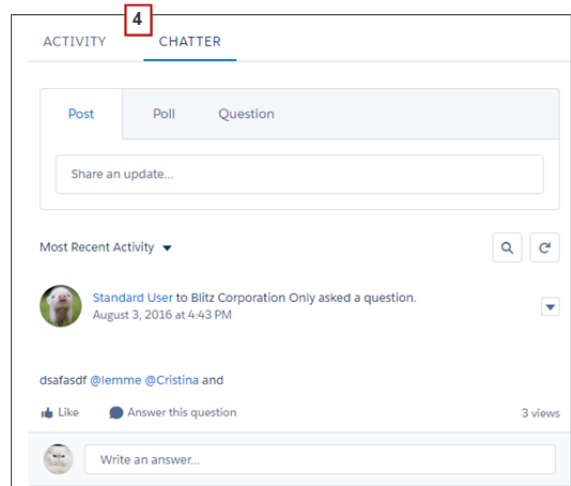 4
ACTIVITY CHATTER
Post Poll Question
Share an update...
Most Recent Activity
Standard User to Blitz Corporation Only asked a question.
August 3, 2016 at 4:43 PM
dsafasdf @lemme @Cristina and
Like Answer this question 3 views
Write an answer...